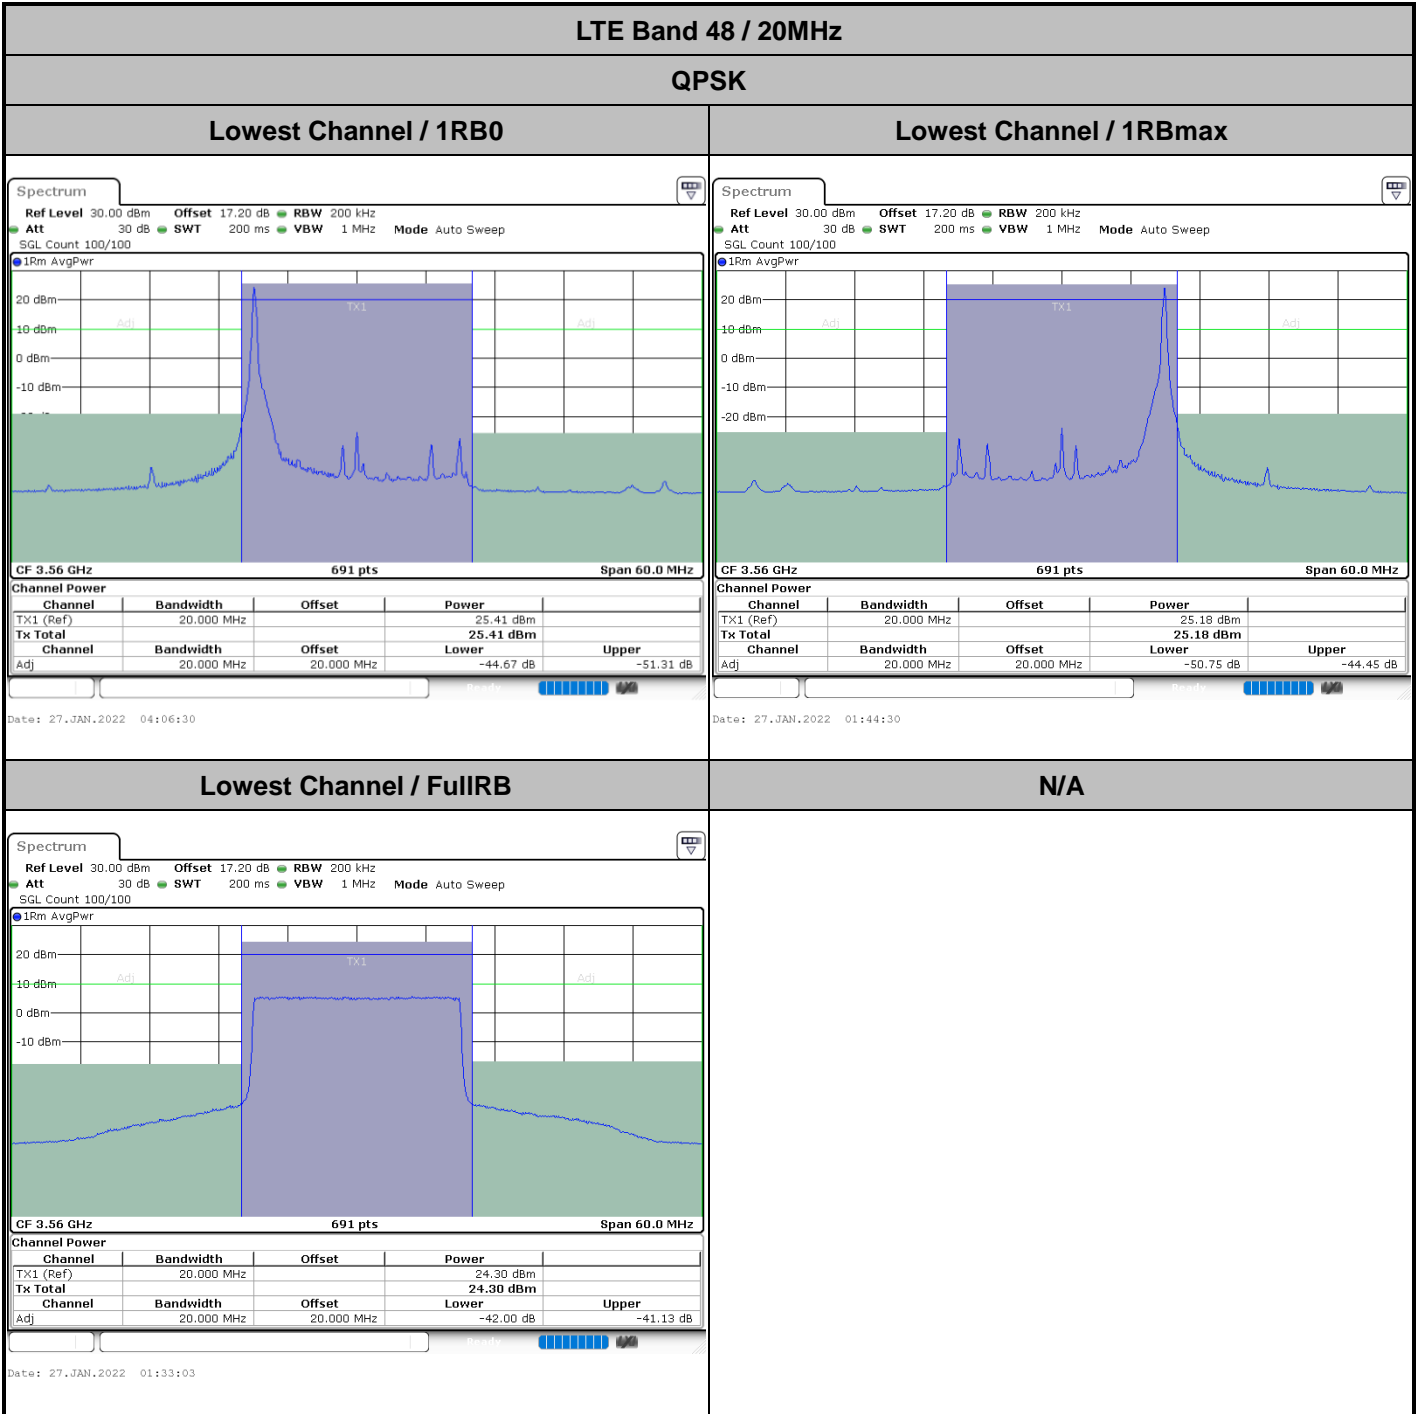 LTE Band 48 / 20MHz
QPSK
Lowest Channel / 1RB0
Lowest Channel / 1RBmax
Spectrum
Ref Level 30.00 dBm Offset 17.20 dB RBW 200 kHz
Att 30 dB SWT 200 ms VBW 1 MHz Mode Auto Sweep
SGL Count 100/100
1Rm AvgPwr
TX1
Adj
Adj
20 dBm
10 dBm
0 dBm
-10 dBm
CF 3.56 GHz 691 pts Span 60.0 MHz
Channel Power
Channel Bandwidth Offset Power
TX1 (Ref) 20.000 MHz 25.41 dBm
Tx Total 25.41 dBm
Channel Bandwidth Offset Lower Upper
Adj 20.000 MHz 20.000 MHz -44.67 dB -51.31 dB
Ready
Date: 27.JAN.2022 04:06:30
Spectrum
Ref Level 30.00 dBm Offset 17.20 dB RBW 200 kHz
Att 30 dB SWT 200 ms VBW 1 MHz Mode Auto Sweep
SGL Count 100/100
1Rm AvgPwr
TX1
Adj
Adj
20 dBm
10 dBm
0 dBm
-10 dBm
-20 dBm
CF 3.56 GHz 691 pts Span 60.0 MHz
Channel Power
Channel Bandwidth Offset Power
TX1 (Ref) 20.000 MHz 25.18 dBm
Tx Total 25.18 dBm
Channel Bandwidth Offset Lower Upper
Adj 20.000 MHz 20.000 MHz -50.75 dB -44.45 dB
Ready
Date: 27.JAN.2022 01:44:30
Lowest Channel / FullRB
N/A
Spectrum
Ref Level 30.00 dBm Offset 17.20 dB RBW 200 kHz
Att 30 dB SWT 200 ms VBW 1 MHz Mode Auto Sweep
SGL Count 100/100
1Rm AvgPwr
TX1
Adj
Adj
20 dBm
10 dBm
0 dBm
-10 dBm
CF 3.56 GHz 691 pts Span 60.0 MHz
Channel Power
Channel Bandwidth Offset Power
TX1 (Ref) 20.000 MHz 24.30 dBm
Tx Total 24.30 dBm
Channel Bandwidth Offset Lower Upper
Adj 20.000 MHz 20.000 MHz -42.00 dB -41.13 dB
Ready
Date: 27.JAN.2022 01:33:03